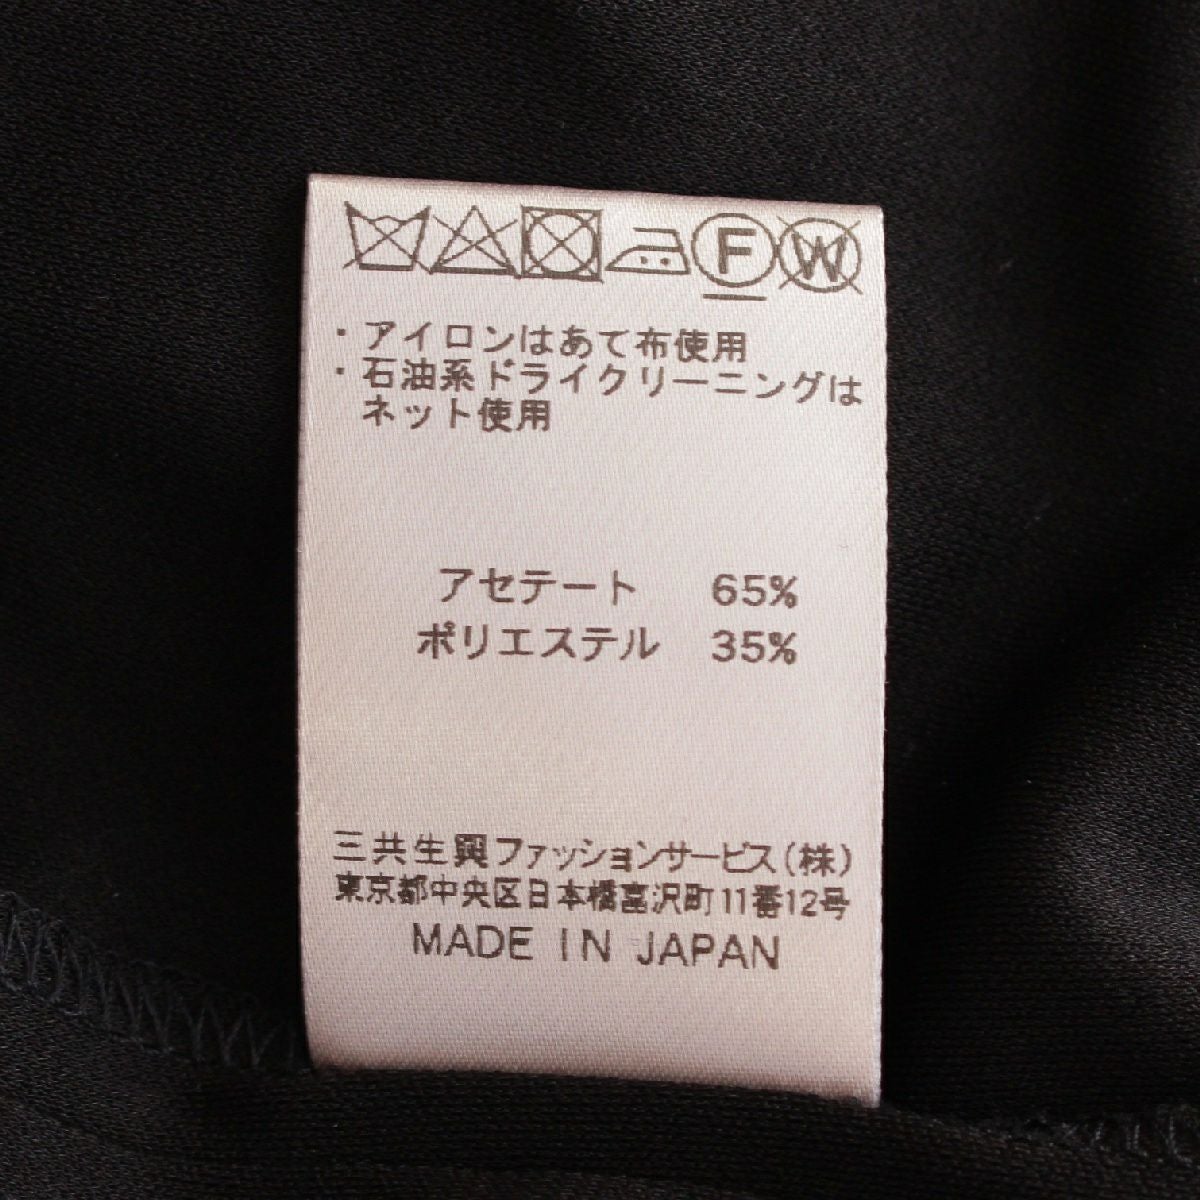 F W
・アイロンはあて布使用
・石油系ドライクリーニングは
ネット使用
アセテート 65%
ポリエステル 35%
三共生興ファッションサービス(株)
東京都中央区日本橋富沢町11番12号
MADE IN JAPAN